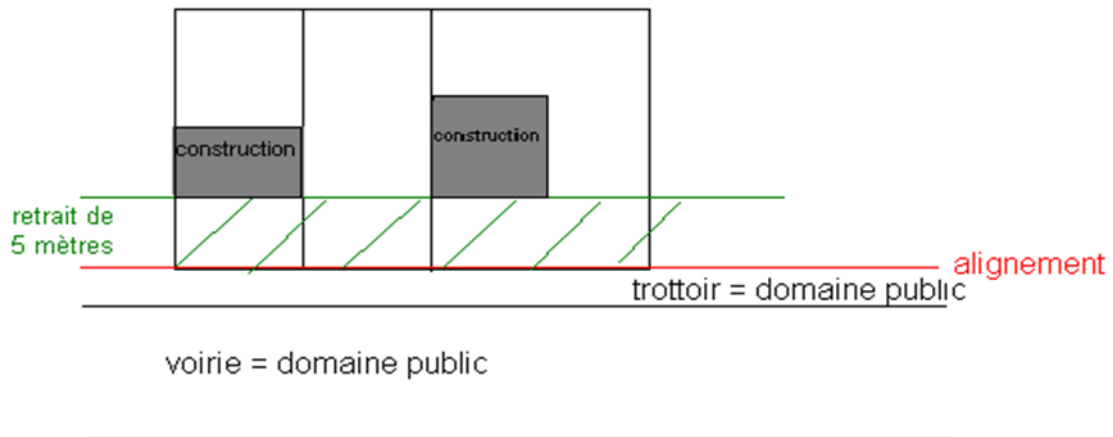 construction
construction
retrait de
5 mètres
alignement
trottoir = domaine public
voirie = domaine public